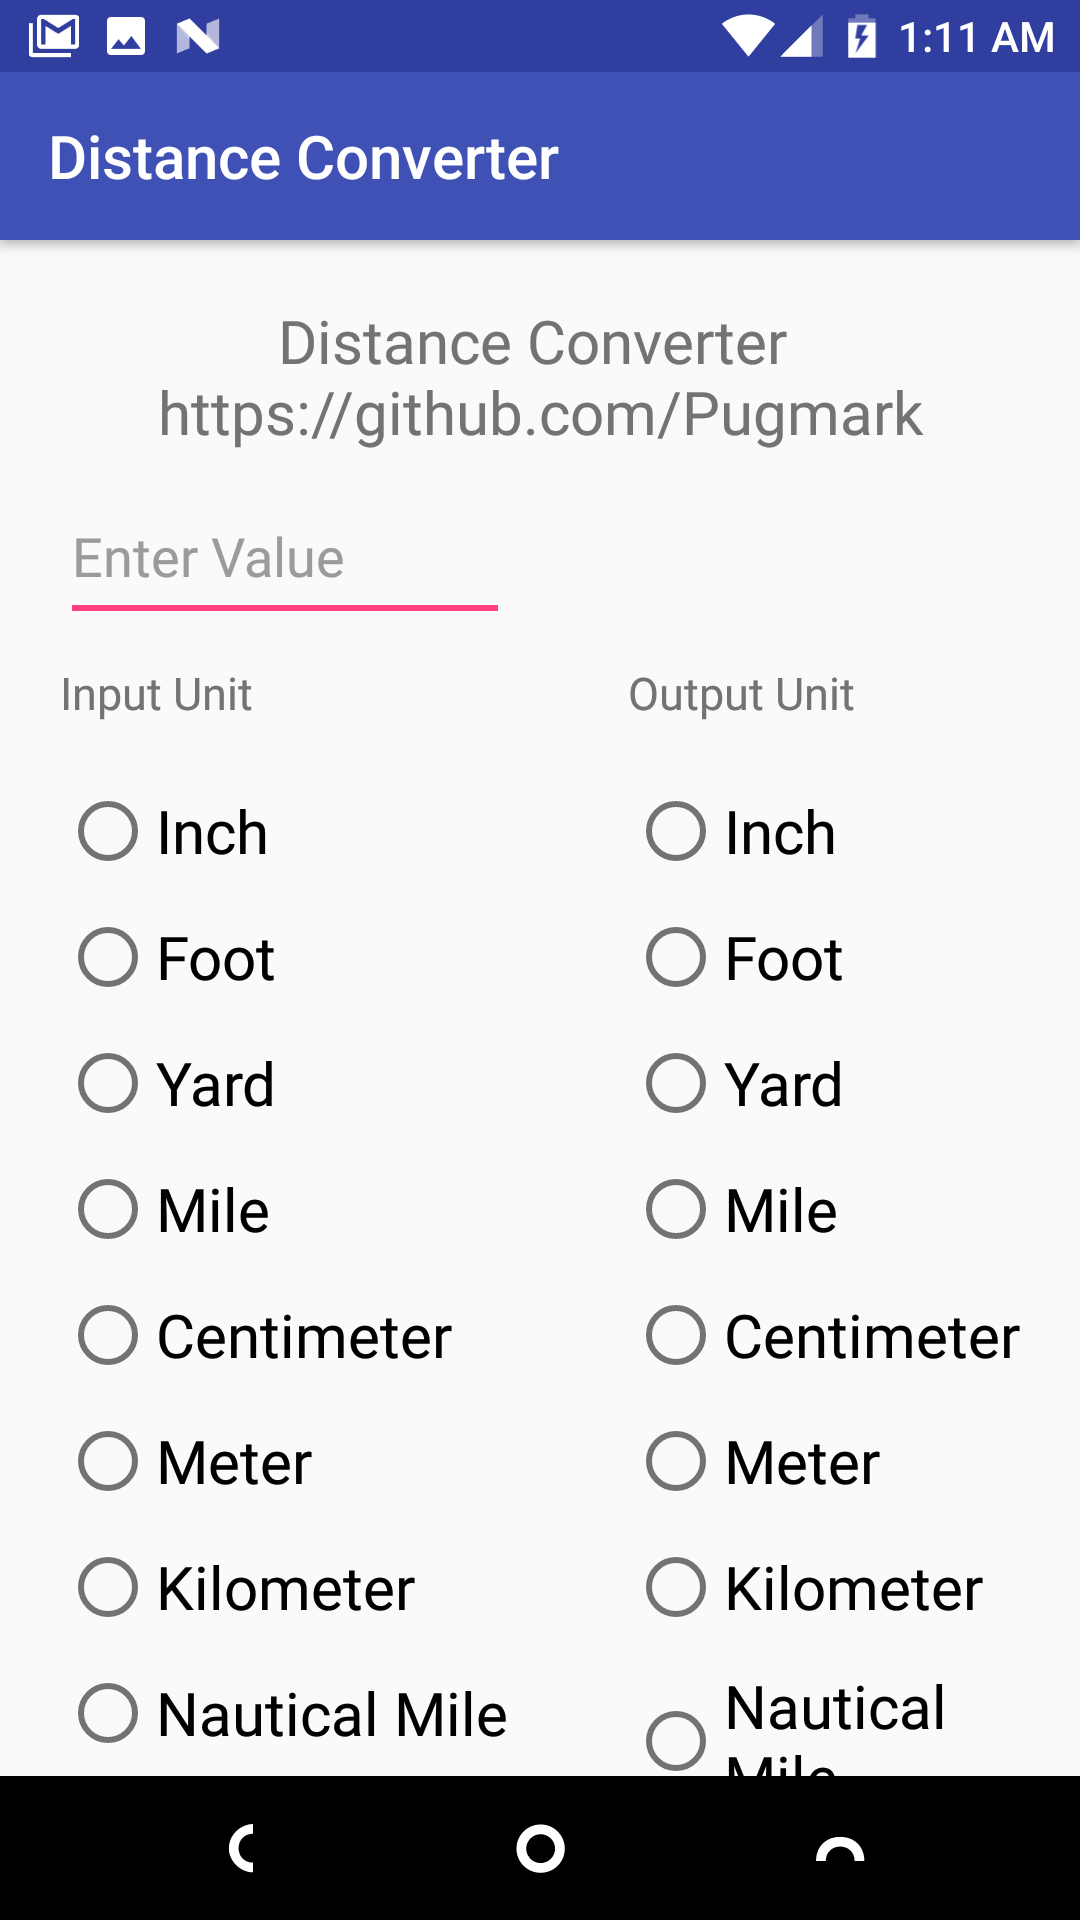 1:11 AM
Distance Converter
Distance Converter
https://github.com/Pugmark
Enter Value
Input Unit
Output Unit
Inch
Inch
Foot
Foot
Yard
Yard
Mile
Mile
Centimeter
Centimeter
Meter
Meter
Kilometer
Kilometer
Nautical Mile
Nautical
Mile